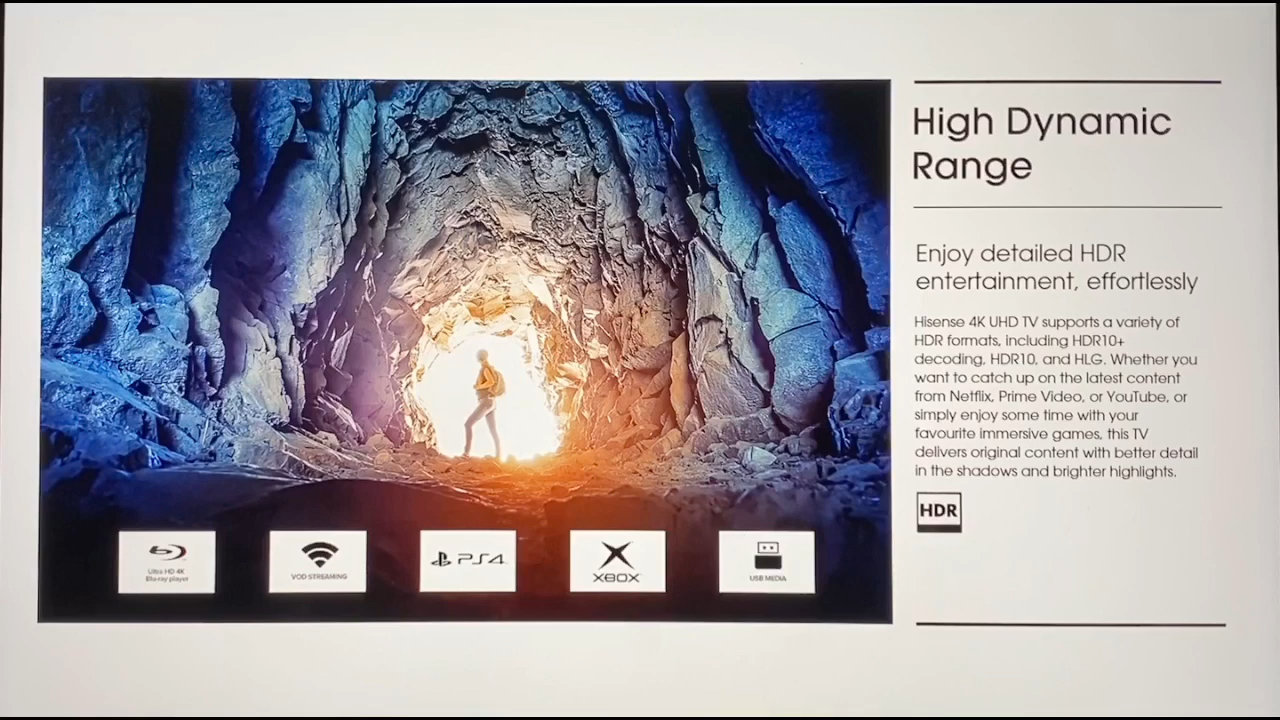 High Dynamic
Range
Enjoy detailed HDR
entertainment, effortlessly
Hisense 4K UHD TV supports a variety of
HDR formats, including HDR10+
decoding, HDR10, and HLG. Whether you
want to catch up on the latest content
from Netflix, Prime Video, or YouTube, or
simply enjoy some time with your
favourite immersive games, this TV
delivers original content with better detail
in the shadows and brighter highlights.
HDR
Ultra HD 4K
Blu-ray player
VOD STREAMING
PS4
XBOX
USB MEDIA